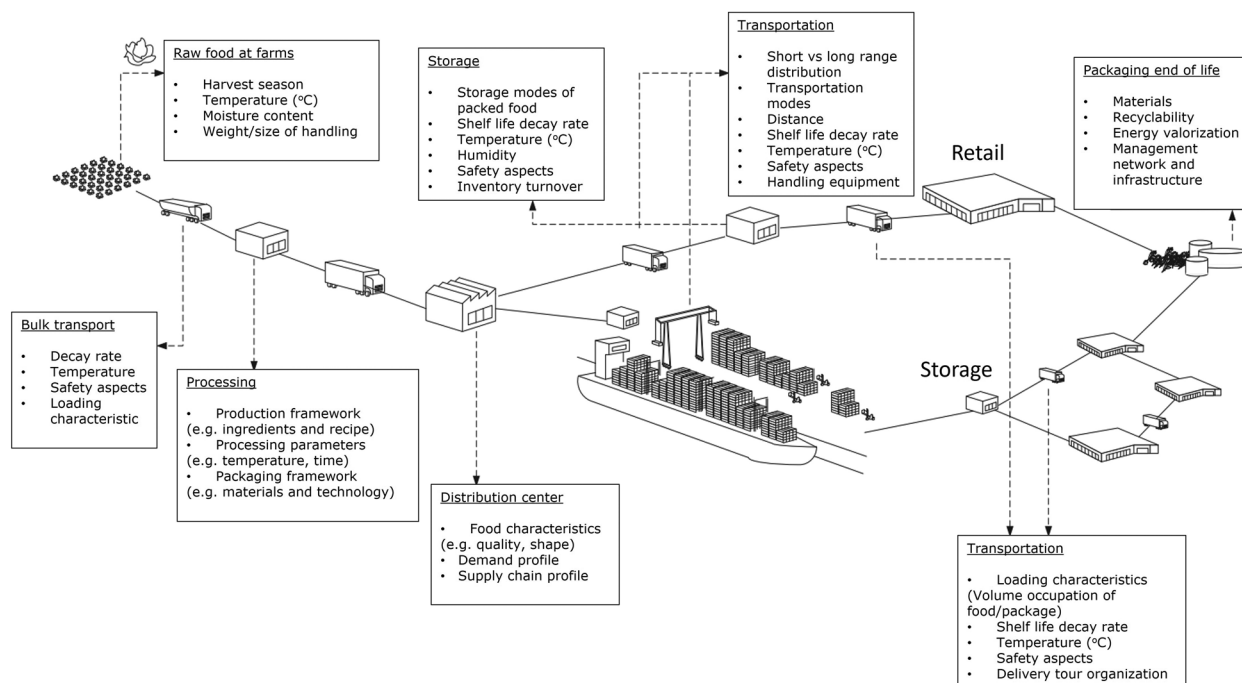 Raw food at farms
• Harvest season
• Temperature (ºC)
• Moisture content
• Weight/size of handling
Storage
• Storage modes of
packed food
• Shelf life decay rate
• Temperature (ºC)
• Humidity
• Safety aspects
• Inventory turnover
Transportation
• Short vs long range
distribution
• Transportation
modes
• Distance
• Shelf life decay rate
• Temperature (ºC)
• Safety aspects
• Handling equipment
Packaging end of life
• Materials
• Recyclability
• Energy valorization
• Management
network and
infrastructure
Retail
Bulk transport
• Decay rate
• Temperature
• Safety aspects
• Loading
characteristic
Processing
• Production framework
(e.g. ingredients and recipe)
• Processing parameters
(e.g. temperature, time)
• Packaging framework
(e.g. materials and technology)
Distribution center
• Food characteristics
(e.g. quality, shape)
• Demand profile
• Supply chain profile
Storage
Transportation
• Loading characteristics
(Volume occupation of
food/package)
• Shelf life decay rate
• Temperature (ºC)
• Safety aspects
• Delivery tour organization